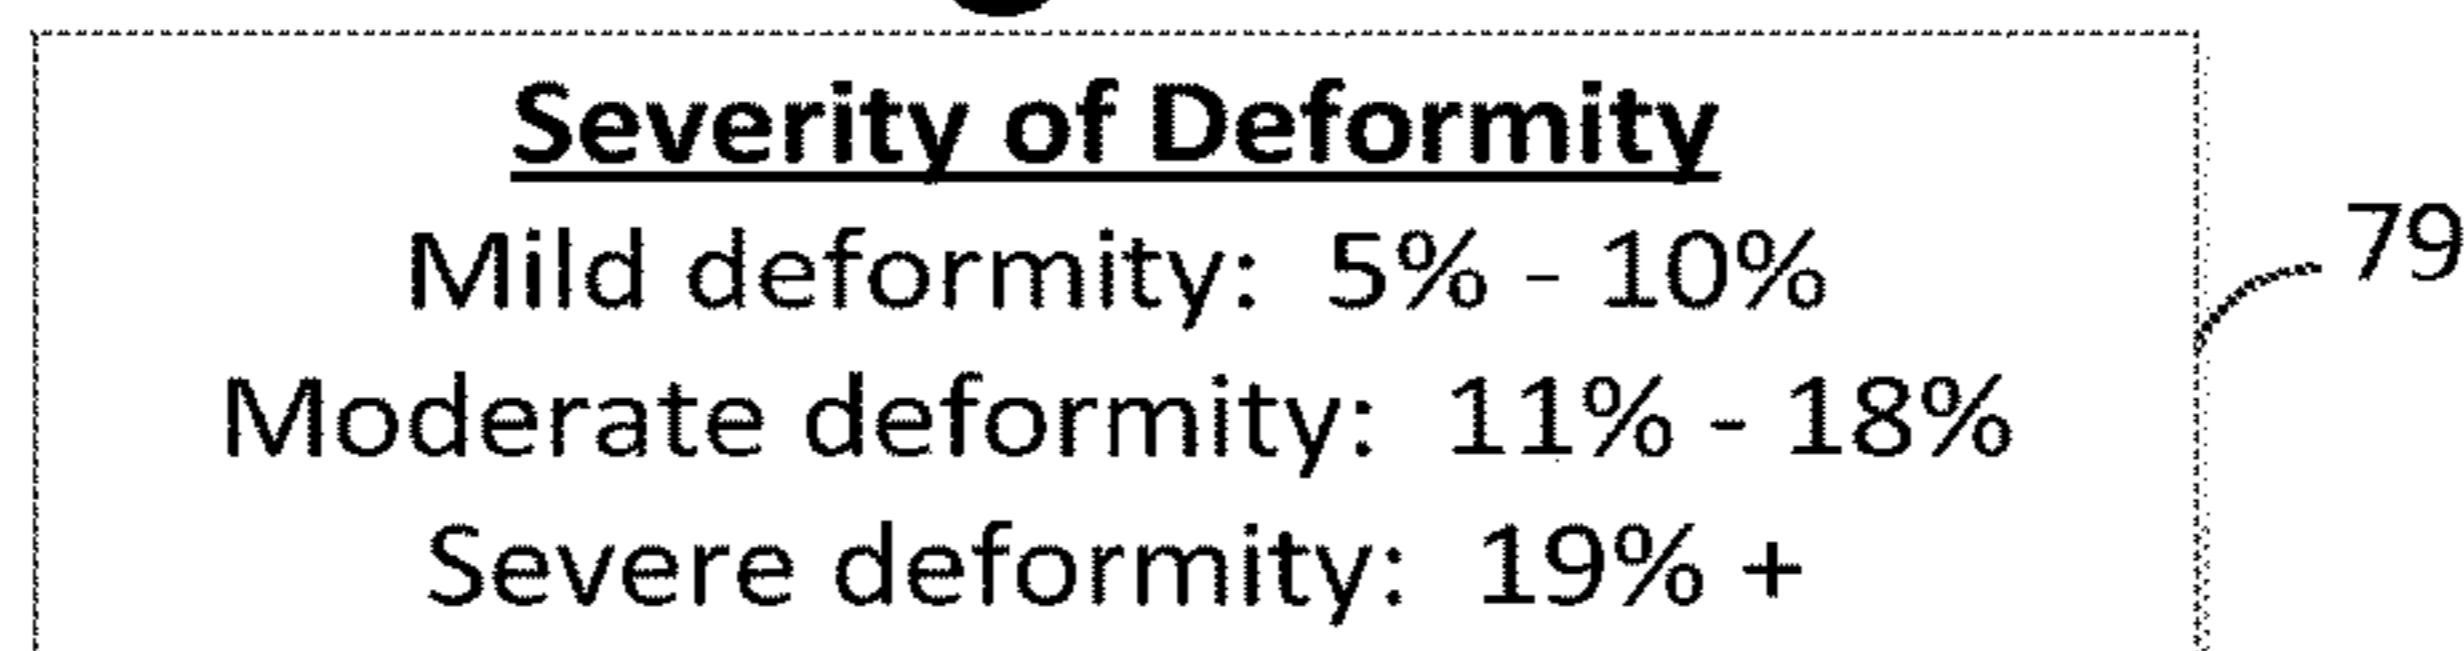 Severity of Deformity
Mild deformity: 5% - 10%
79
Moderate deformity: 11% - 18%
Severe deformity: 19% +